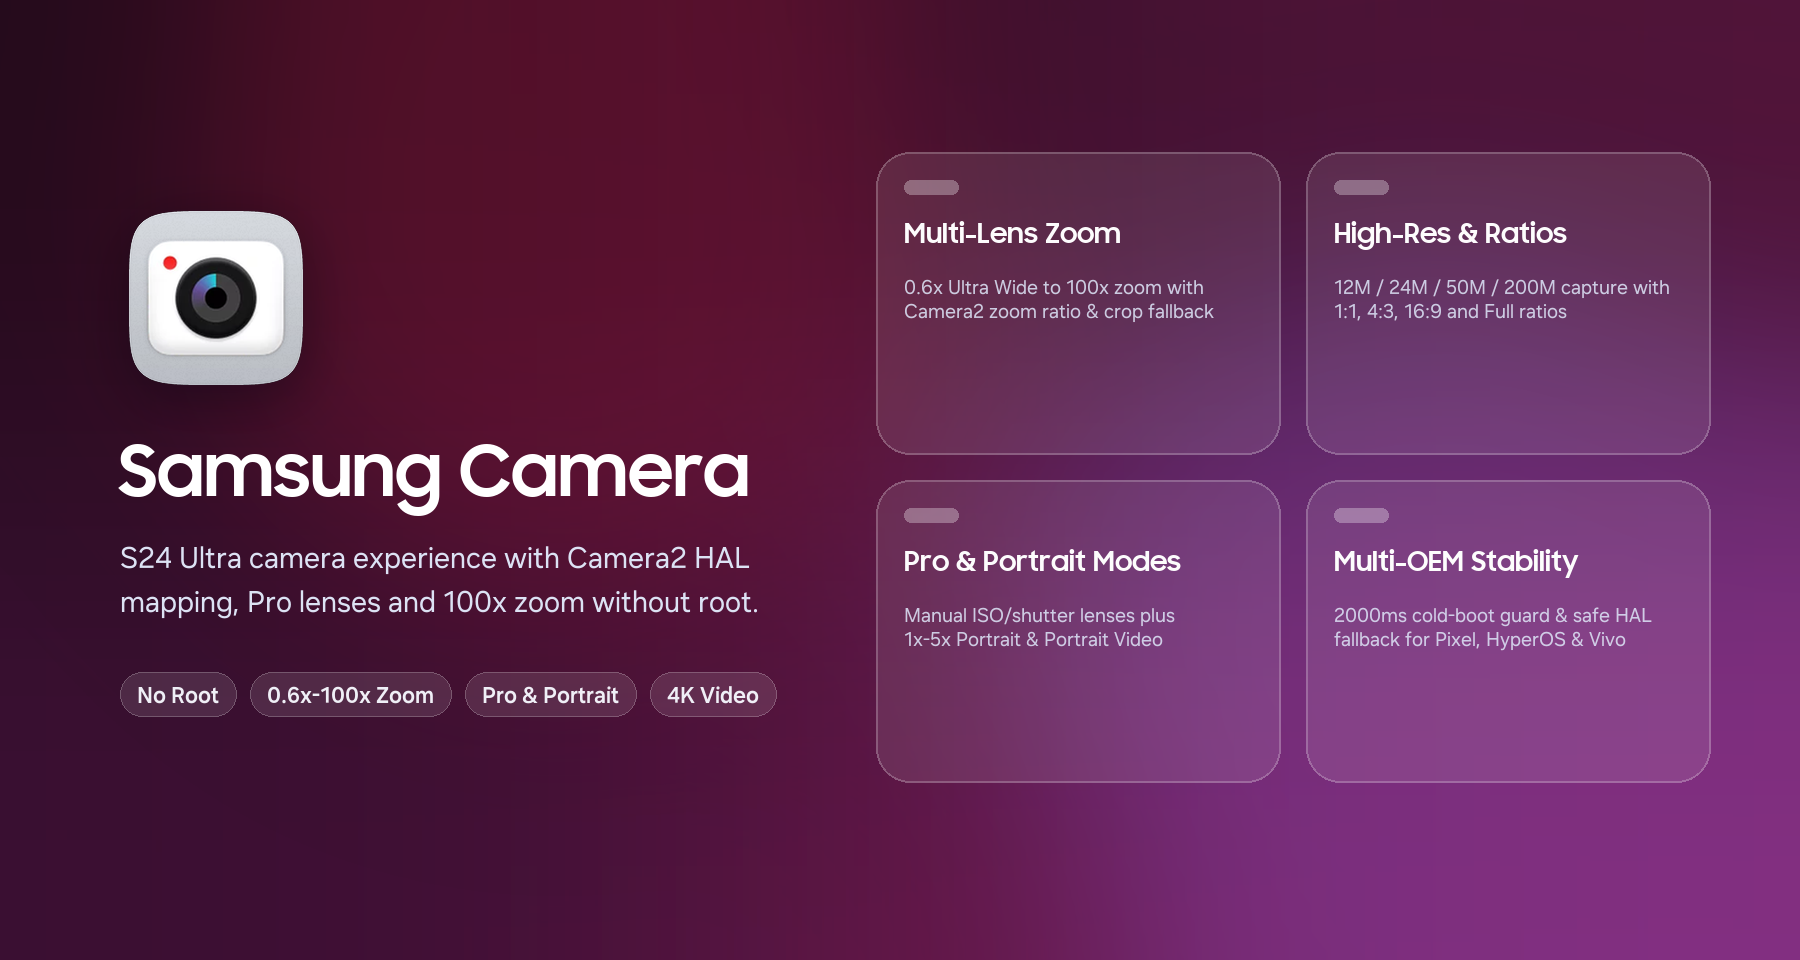 Samsung Camera
S24 Ultra camera experience with Camera2 HAL
mapping, Pro lenses and 100x zoom without root.
No Root
0.6x-100x Zoom
Pro & Portrait
4K Video
Multi-Lens Zoom
0.6x Ultra Wide to 100x zoom with
Camera2 zoom ratio & crop fallback
High-Res & Ratios
12M / 24M / 50M / 200M capture with
1:1, 4:3, 16:9 and Full ratios
Pro & Portrait Modes
Manual ISO/shutter lenses plus
1x-5x Portrait & Portrait Video
Multi-OEM Stability
2000ms cold-boot guard & safe HAL
fallback for Pixel, HyperOS & Vivo